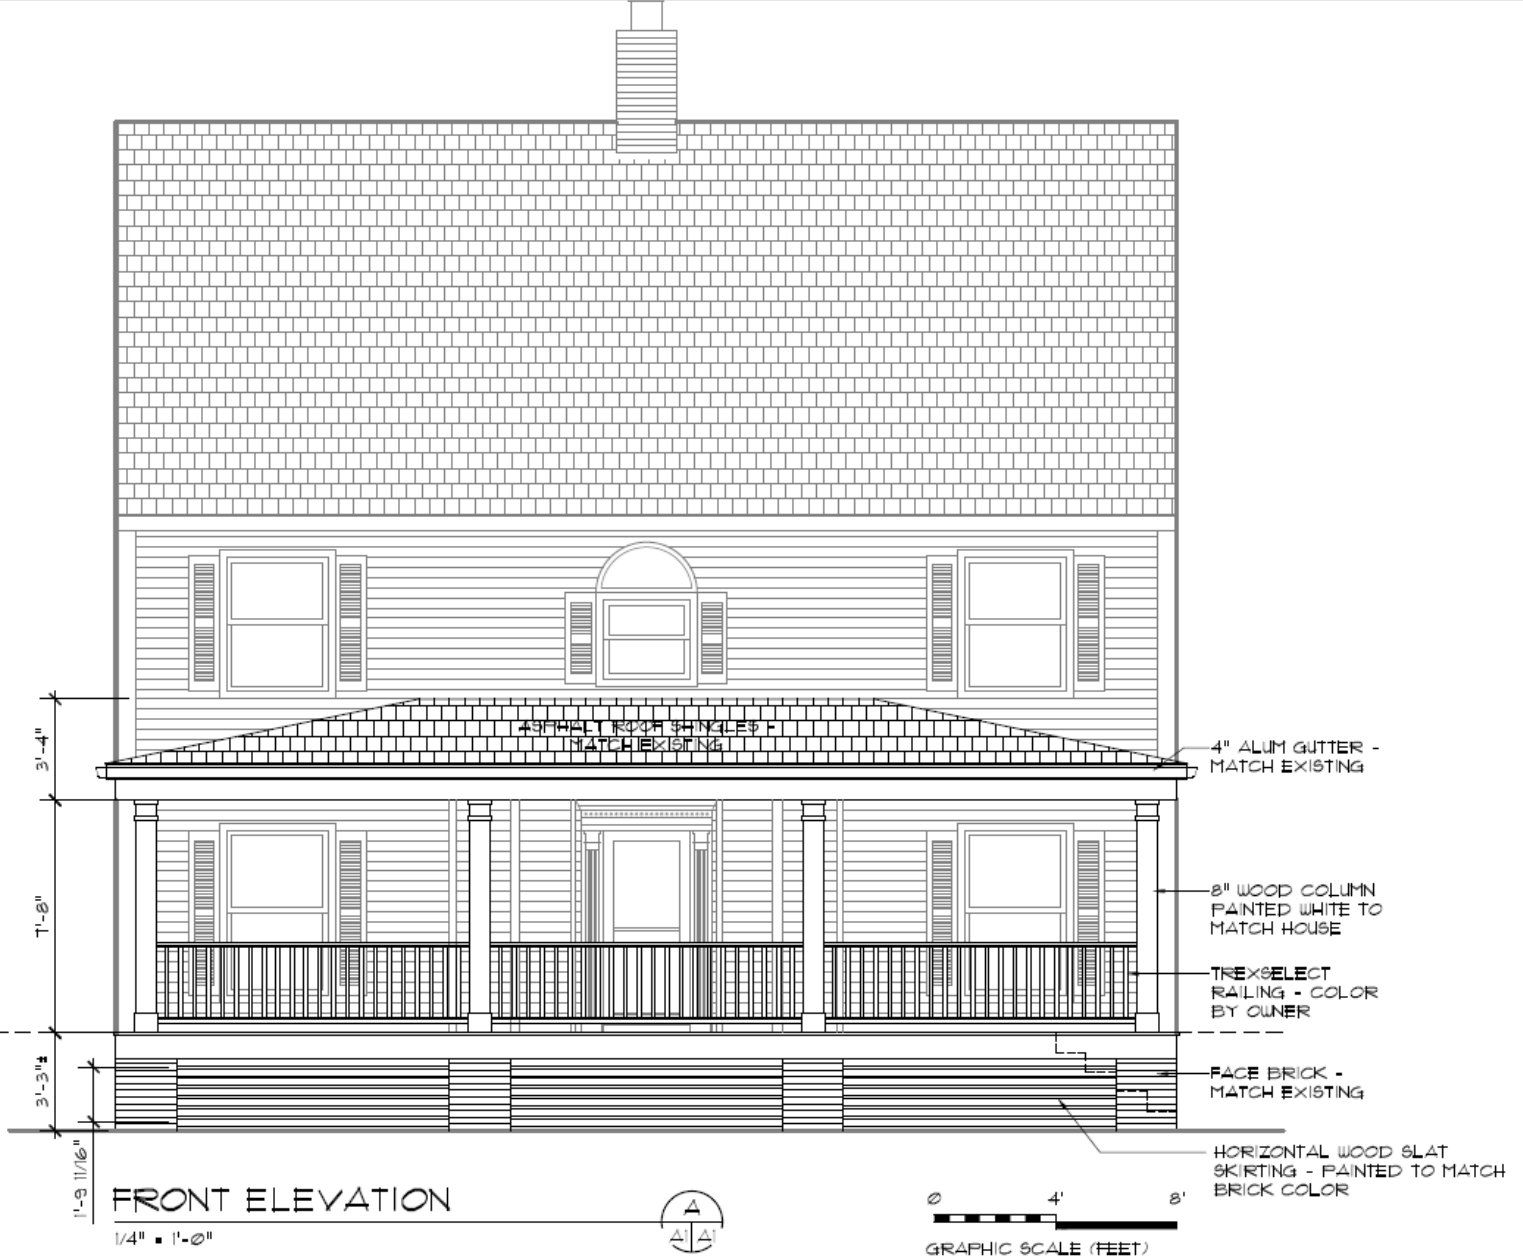 ASPHALT ROOF SHINGLES -
MATCH EXISTING
3'-4"
4" ALUM GUTTER -
MATCH EXISTING
7'-8"
8" WOOD COLUMN
PAINTED WHITE TO
MATCH HOUSE
TREXSELECT
RAILING - COLOR
BY OWNER
3'-3"±
FACE BRICK -
MATCH EXISTING
1'-9 11/16"
HORIZONTAL WOOD SLAT
SKIRTING - PAINTED TO MATCH
BRICK COLOR
FRONT ELEVATION
1/4" = 1'-0"
A
A1 A1
0 4' 8'
GRAPHIC SCALE (FEET)